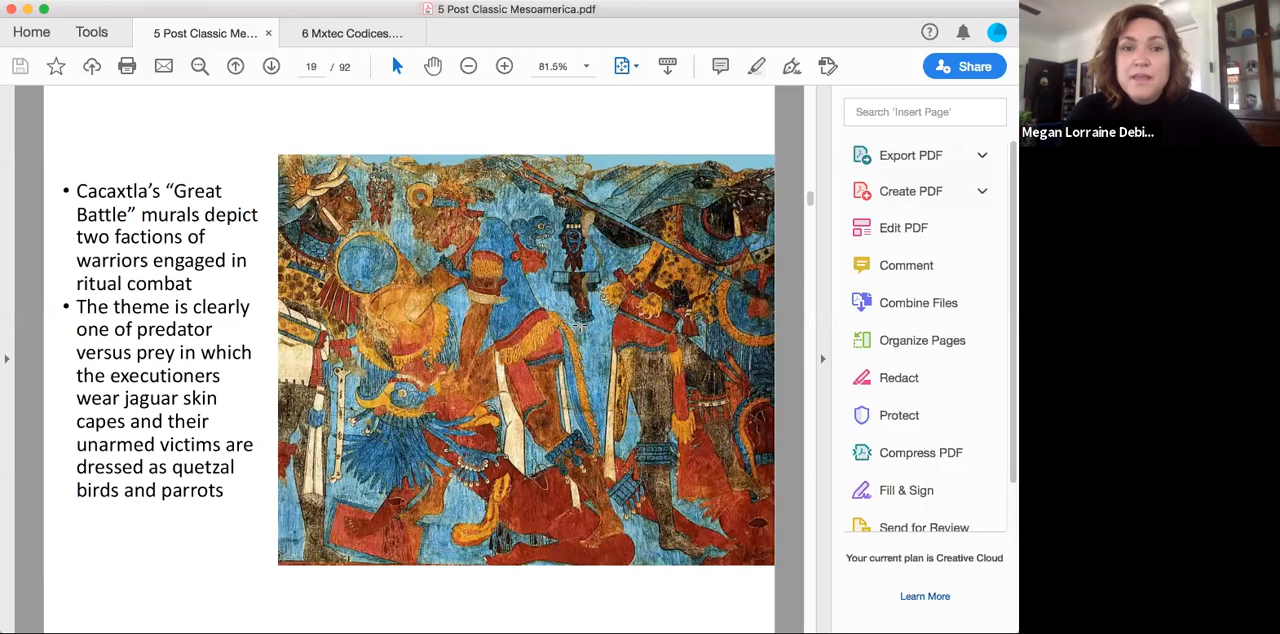 5 Post Classic Mesoamerica.pdf
Home
Tools
5 Post Classic Me... ×
6 Mxtec Codices....
19 / 92
81.5%
Share
• Cacaxtla’s “Great
Battle” murals depict
two factions of
warriors engaged in
ritual combat
• The theme is clearly
one of predator
versus prey in which
the executioners
wear jaguar skin
capes and their
unarmed victims are
dressed as quetzal
birds and parrots
Search 'Insert Page'
Export PDF
Create PDF
Edit PDF
Comment
Combine Files
Organize Pages
Redact
Protect
Compress PDF
Fill & Sign
Send for Review
Your current plan is Creative Cloud
Learn More
Megan Lorraine Debi...